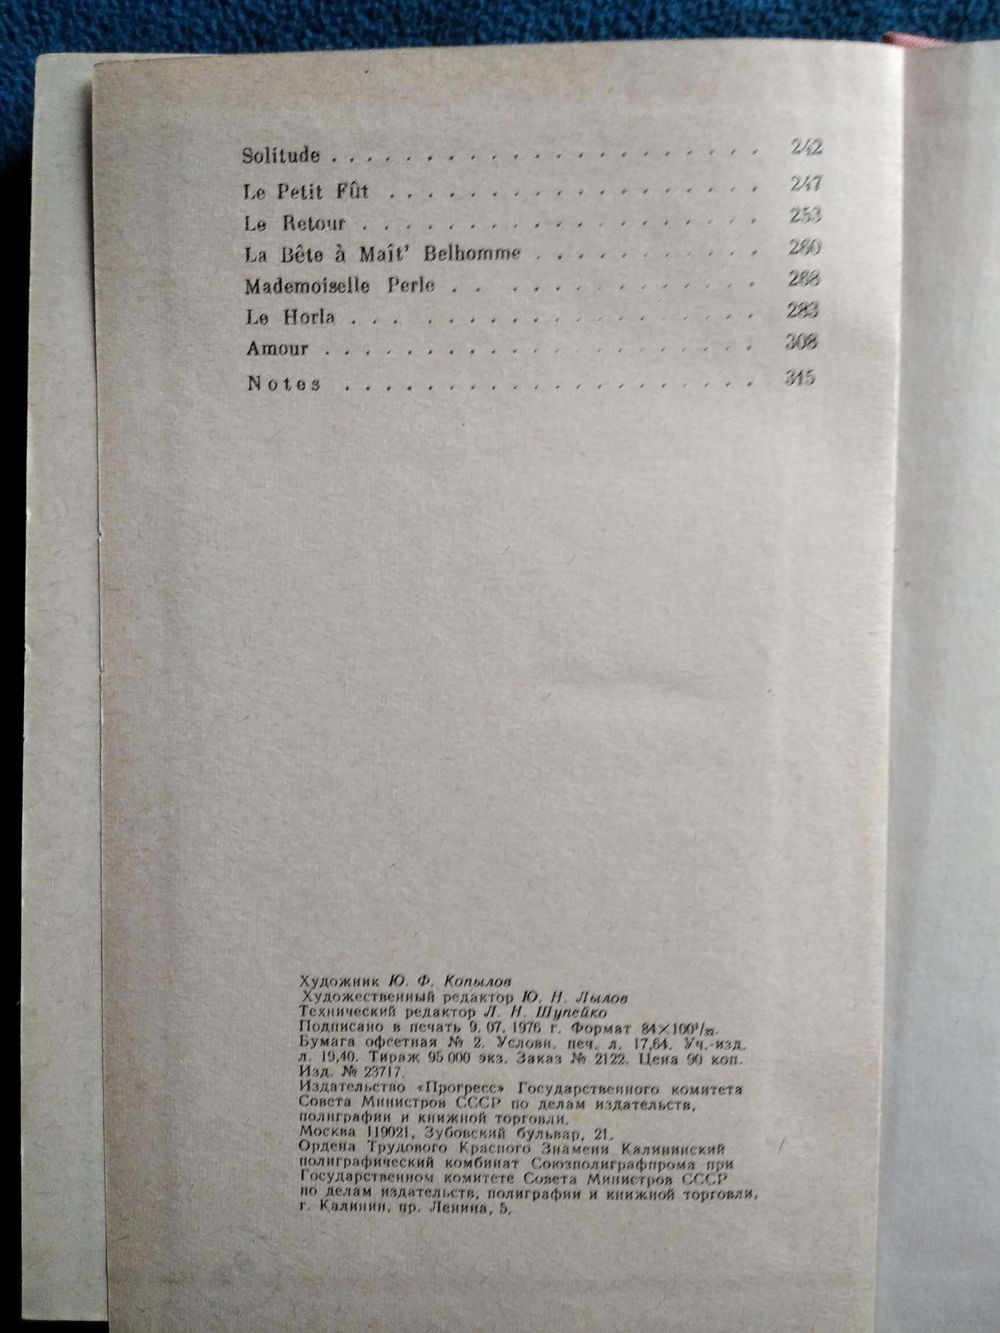 Solitude . . . . . . . . . . . . . . . . . . . . . . . 242
Le Petit Fût . . . . . . . . . . . . . . . . . . . . 247
Le Retour . . . . . . . . . . . . . . . . . . . . . 253
La Bête à Maît' Belhomme . . . . . . . . . . . 260
Mademoiselle Perle . . . . . . . . . . . . . . . 268
Le Horla . . . . . . . . . . . . . . . . . . . . . 283
Amour . . . . . . . . . . . . . . . . . . . . . . 308
Notes . . . . . . . . . . . . . . . . . . . . . 315
Художник Ю. Ф. Копылов
Художественный редактор Ю. Н. Лылов
Технический редактор Л. Н. Шупейко
Подписано в печать 9.07. 1976 г. Формат 84×100¹/₃₂.
Бумага офсетная № 2. Условн. печ. л. 17,64. Уч.-изд.
л. 19,40. Тираж 95 000 экз. Заказ № 2122. Цена 90 коп.
Изд. № 23717.
Издательство «Прогресс» Государственного комитета
Совета Министров СССР по делам издательств,
полиграфии и книжной торговли.
Москва 119021, Зубовский бульвар, 21.
Ордена Трудового Красного Знамени Калининский
полиграфический комбинат Союзполиграфпрома при
Государственном комитете Совета Министров СССР
по делам издательств, полиграфии и книжной торговли,
г. Калинин, пр. Ленина, 5.